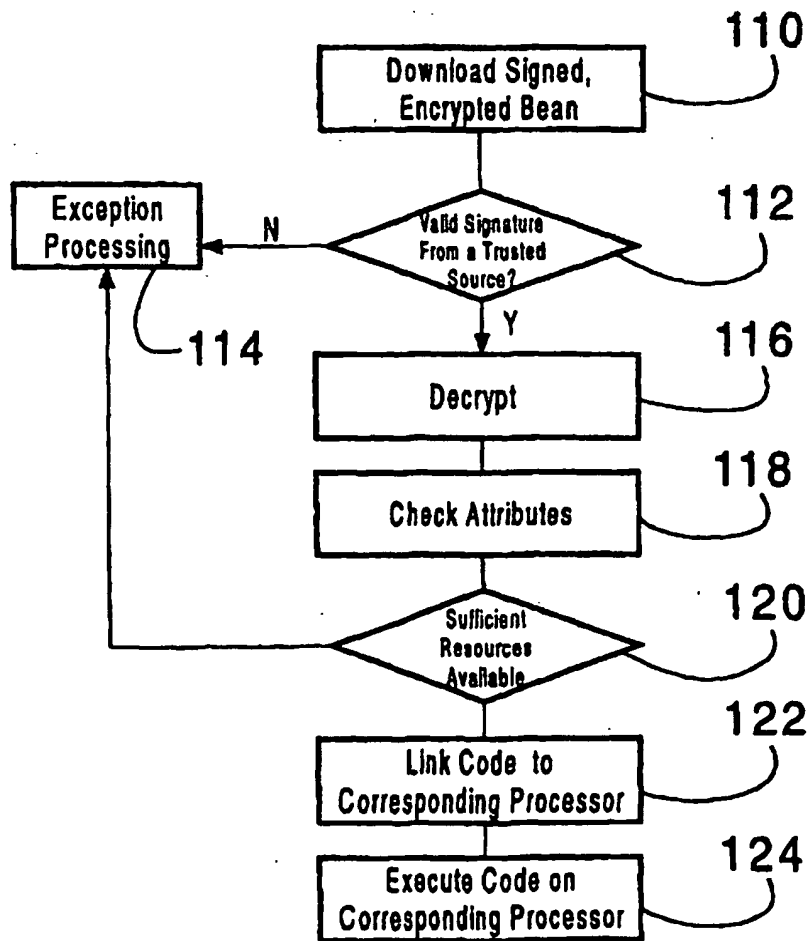 110
Download Signed,
Encrypted Bean
112
Valid Signature
From a Trusted
Source?
N
Exception
Processing
114
Y
116
Decrypt
118
Check Attributes
120
Sufficient
Resources
Available
122
Link Code to
Corresponding Processor
124
Execute Code on
Corresponding Processor